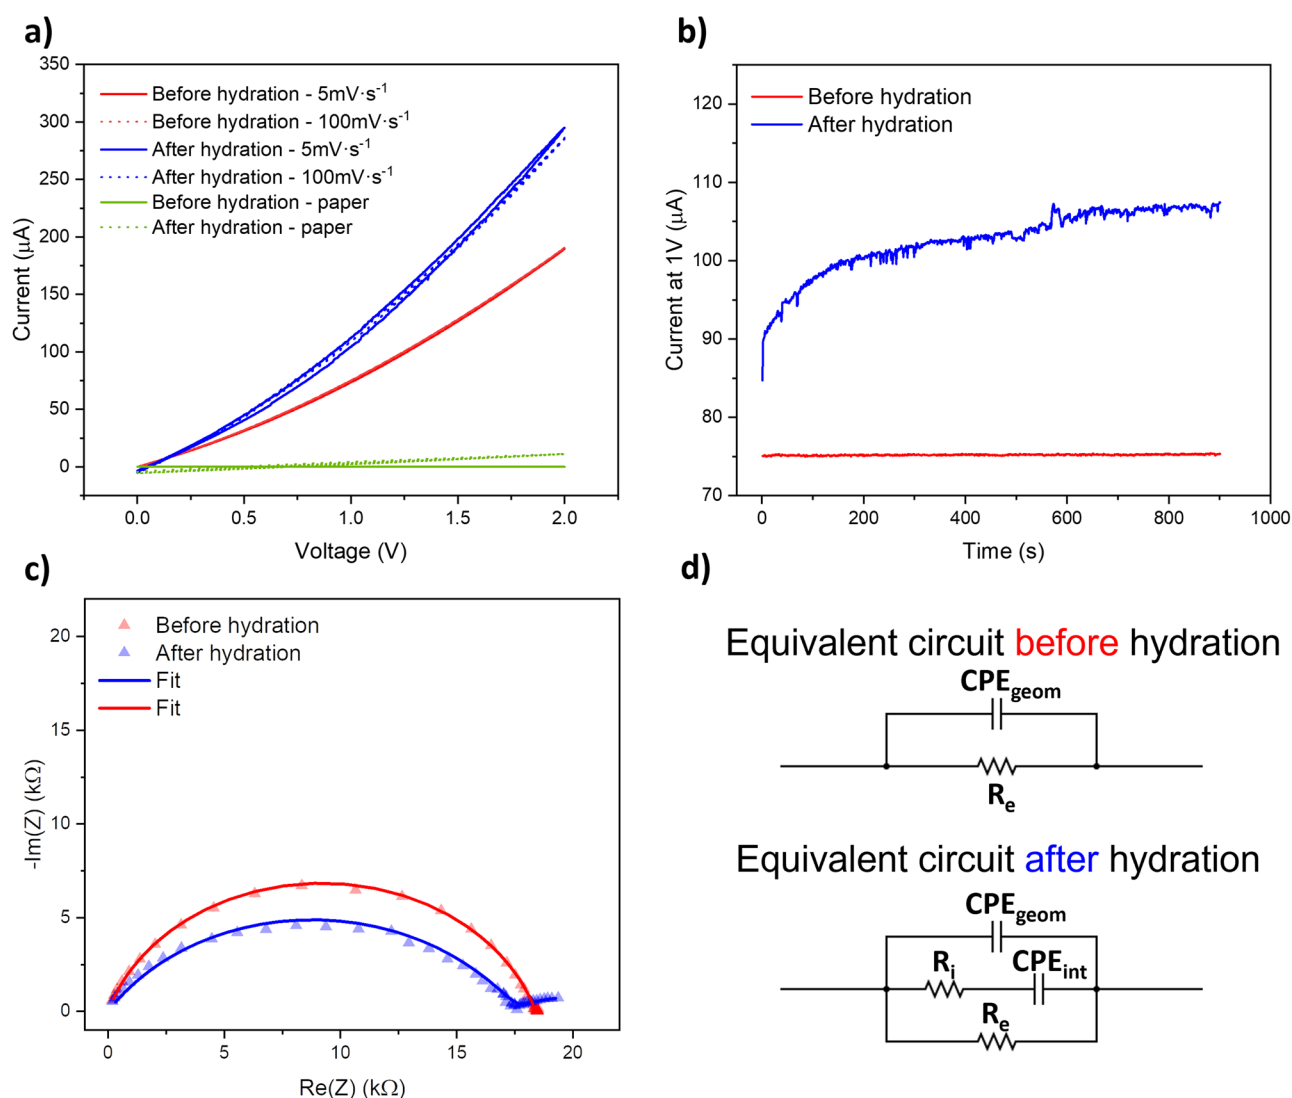 a)
350
300
250
200
150
100
50
0
Current (μA)
Before hydration - 5mV·s-1
Before hydration - 100mV·s-1
After hydration - 5mV·s-1
After hydration - 100mV·s-1
Before hydration - paper
After hydration - paper
0.0 0.5 1.0 1.5 2.0
Voltage (V)
b)
120
110
100
90
80
70
Current at 1V (μA)
Before hydration
After hydration
0 200 400 600 800 1000
Time (s)
c)
20
15
10
5
0
-Im(Z) (kΩ)
Before hydration
After hydration
Fit
Fit
0 5 10 15 20
Re(Z) (kΩ)
d)
Equivalent circuit before hydration
CPEgeom
Re
Equivalent circuit after hydration
CPEgeom
Ri CPEint
Re